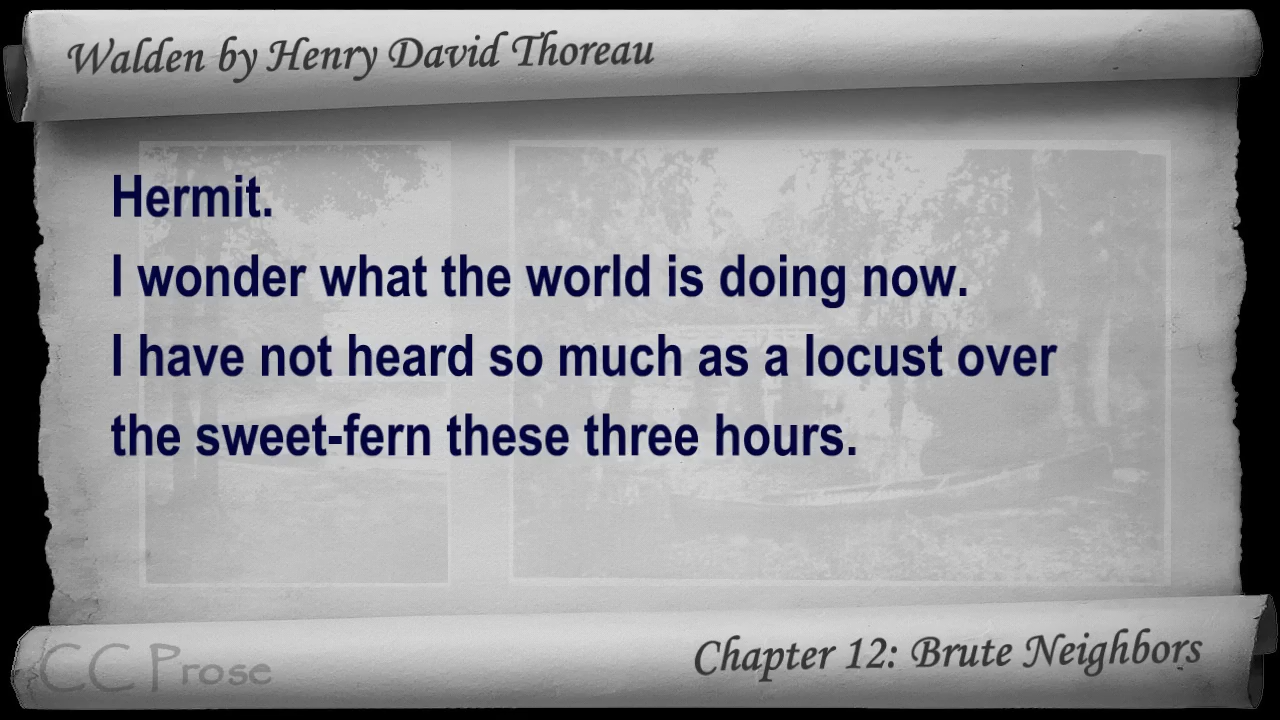 Walden by Henry David Thoreau
Hermit.
I wonder what the world is doing now.
I have not heard so much as a locust over
the sweet-fern these three hours.
CC Prose
Chapter 12: Brute Neighbors